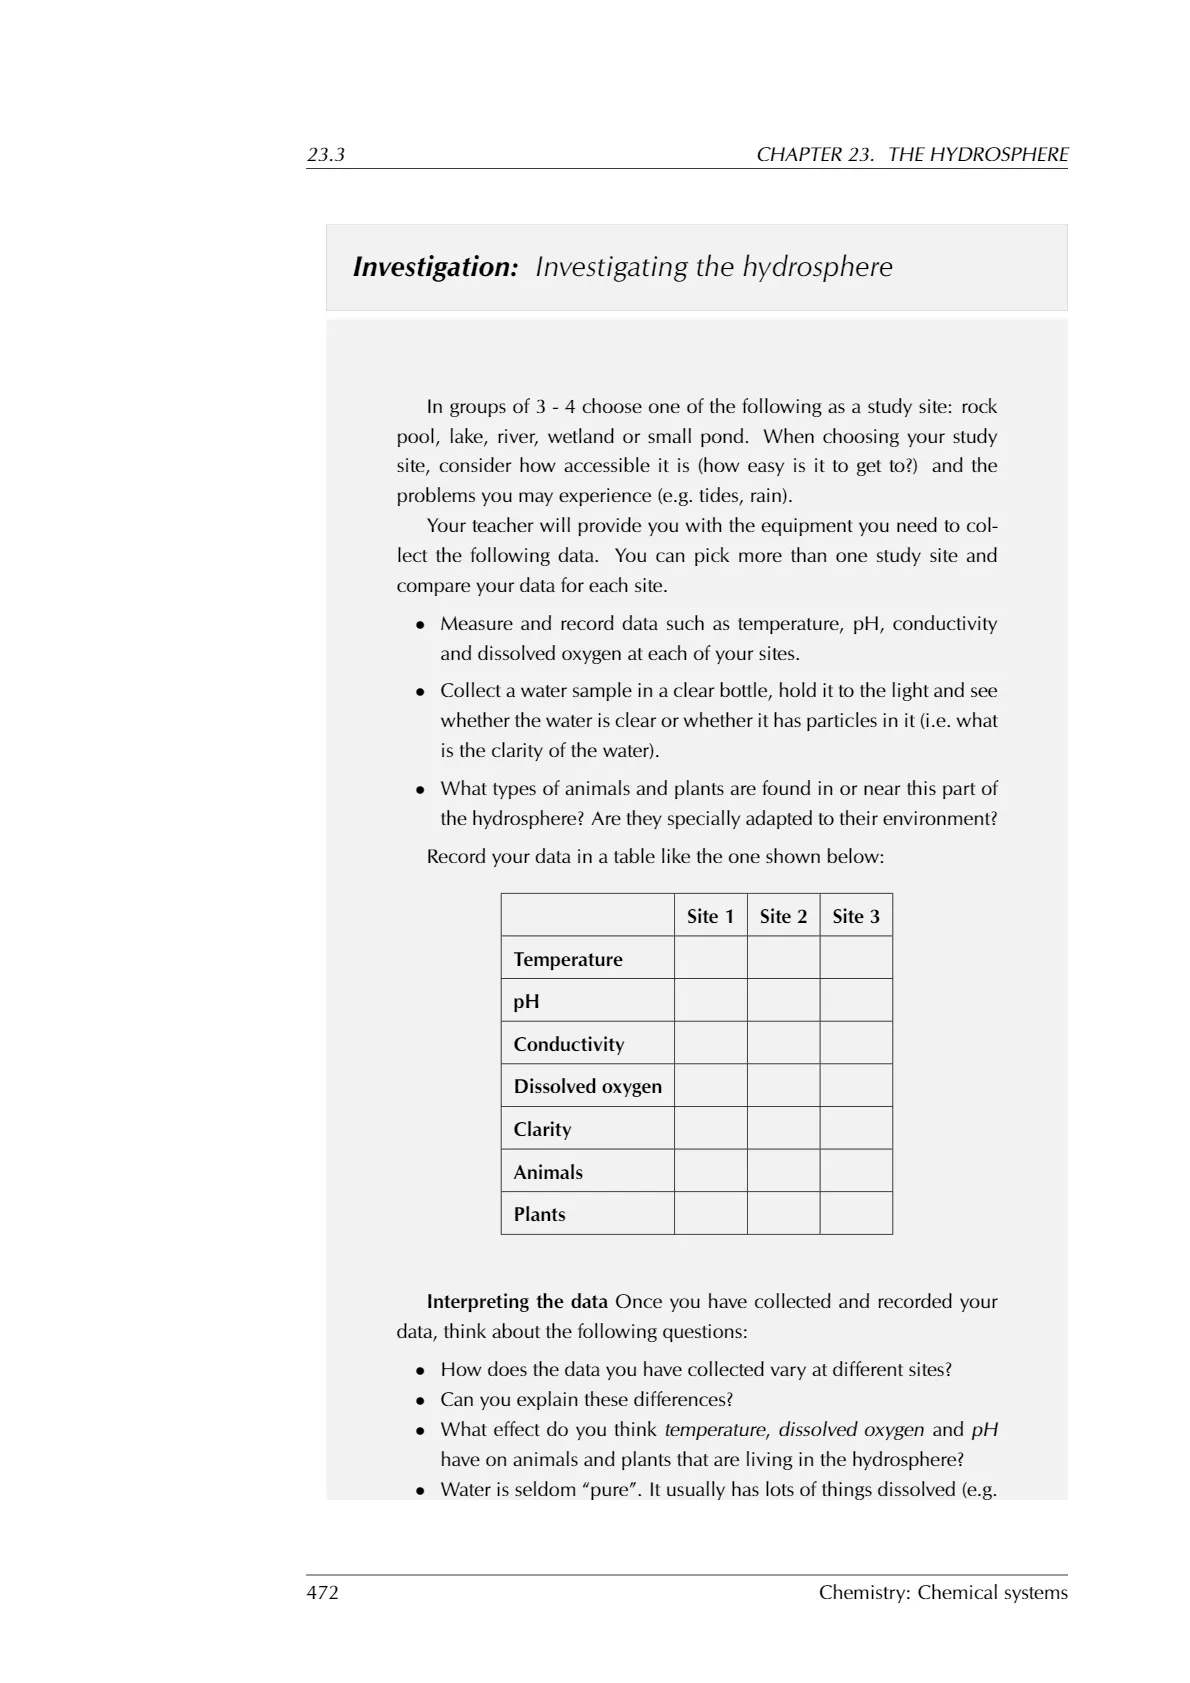 23.3 CHAPTER 23. THE HYDROSPHERE
Investigation: Investigating the hydrosphere
In groups of 3 - 4 choose one of the following as a study site: rock
pool, lake, river, wetland or small pond. When choosing your study
site, consider how accessible it is (how easy is it to get to?) and the
problems you may experience (e.g. tides, rain).
Your teacher will provide you with the equipment you need to col-
lect the following data. You can pick more than one study site and
compare your data for each site.
• Measure and record data such as temperature, pH, conductivity
and dissolved oxygen at each of your sites.
• Collect a water sample in a clear bottle, hold it to the light and see
whether the water is clear or whether it has particles in it (i.e. what
is the clarity of the water).
• What types of animals and plants are found in or near this part of
the hydrosphere? Are they specially adapted to their environment?
Record your data in a table like the one shown below:
Site 1 Site 2 Site 3
Temperature
pH
Conductivity
Dissolved oxygen
Clarity
Animals
Plants
Interpreting the data Once you have collected and recorded your
data, think about the following questions:
• How does the data you have collected vary at different sites?
• Can you explain these differences?
• What effect do you think temperature, dissolved oxygen and pH
have on animals and plants that are living in the hydrosphere?
• Water is seldom “pure”. It usually has lots of things dissolved (e.g.
472 Chemistry: Chemical systems